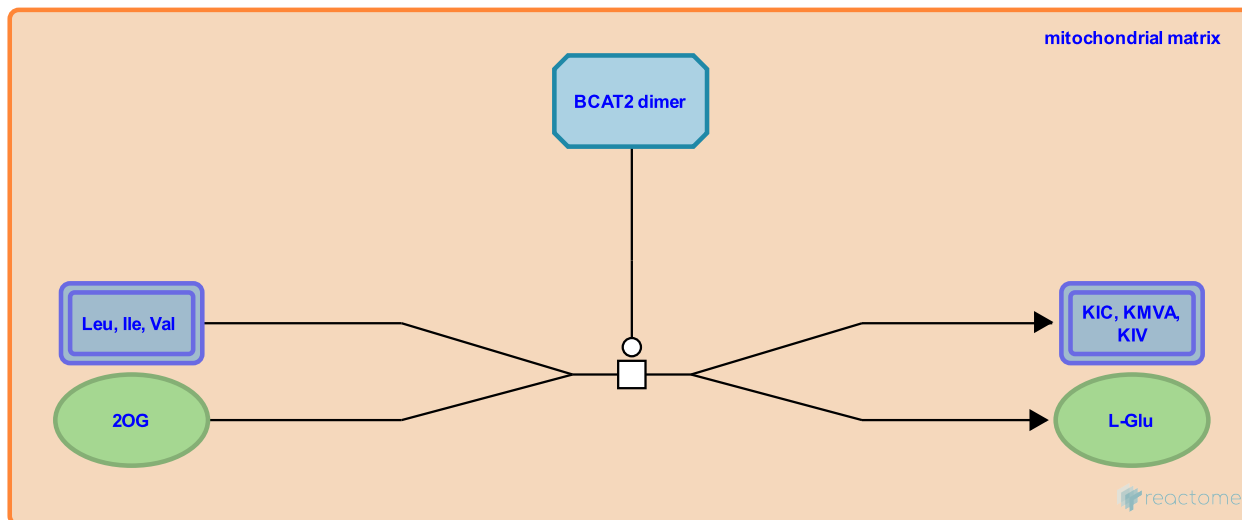 mitochondrial matrix
BCAT2 dimer
Leu, Ile, Val
KIC, KMVA,
KIV
2OG
L-Glu
reactome